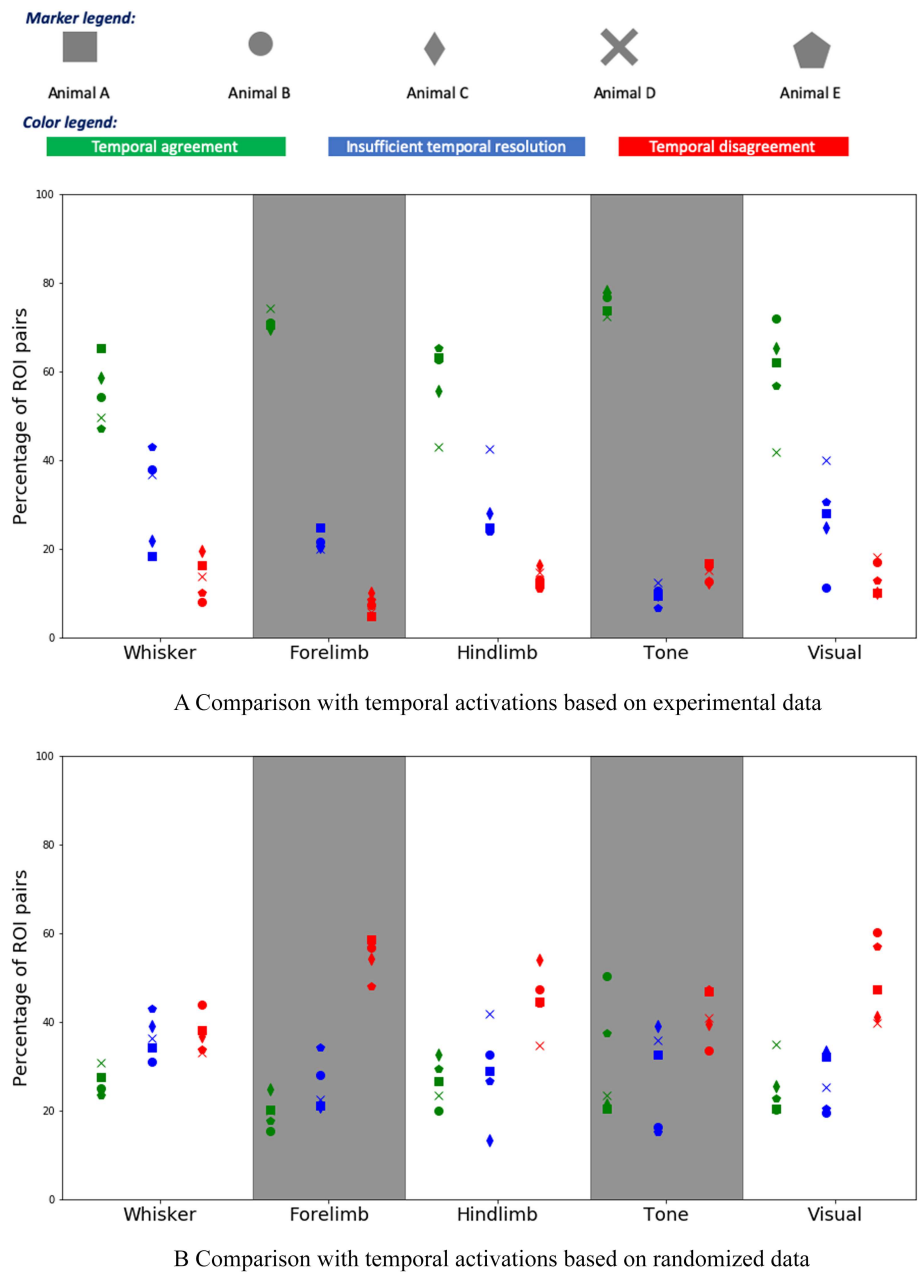 Marker legend:
Animal A Animal B Animal C Animal D Animal E
Color legend:
Temporal agreement Insufficient temporal resolution Temporal disagreement
100
80
60
40
20
0
Percentage of ROI pairs
Whisker Forelimb Hindlimb Tone Visual
A Comparison with temporal activations based on experimental data
100
80
60
40
20
0
Percentage of ROI pairs
Whisker Forelimb Hindlimb Tone Visual
B Comparison with temporal activations based on randomized data